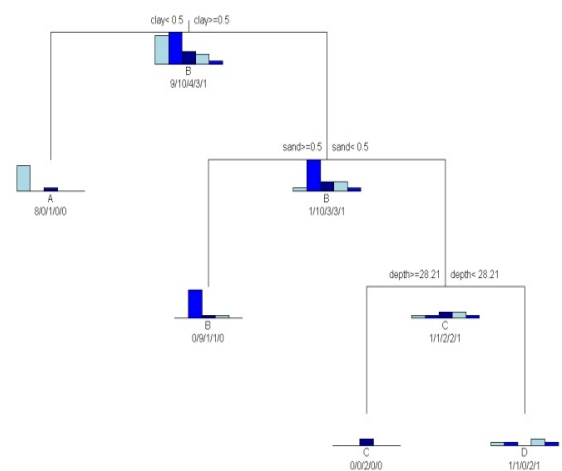 clay< 0.5 clay>=0.5
B
9/10/4/3/1
sand>=0.5 sand< 0.5
A
8/0/1/0/0
B
1/10/3/3/1
depth>=28.21 depth< 28.21
B
0/9/1/1/0
C
1/1/2/2/1
C
0/0/2/0/0
D
1/1/0/2/1